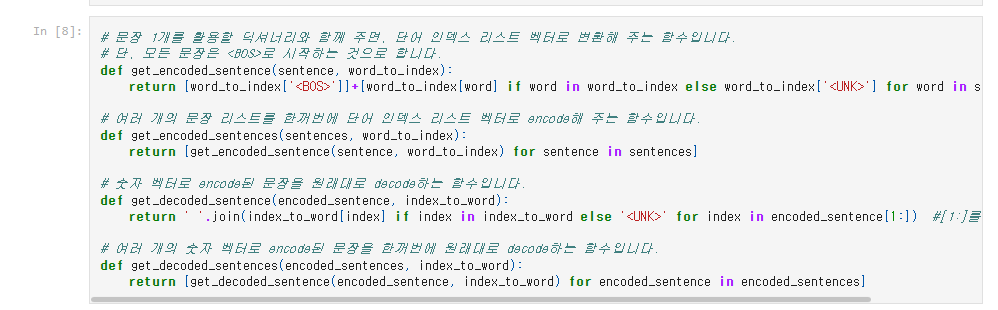 In [8]:
# 문장 1개를 활용할 딕셔너리와 함께 주면, 단어 인덱스 리스트 벡터로 변환해 주는 함수입니다.
# 단, 모든 문장은 <BOS>로 시작하는 것으로 합니다.
def get_encoded_sentence(sentence, word_to_index):
    return [word_to_index['<BOS>']]+[word_to_index[word] if word in word_to_index else word_to_index['<UNK>'] for word in s
# 여러 개의 문장 리스트를 한꺼번에 단어 인덱스 리스트 벡터로 encode해 주는 함수입니다.
def get_encoded_sentences(sentences, word_to_index):
    return [get_encoded_sentence(sentence, word_to_index) for sentence in sentences]
# 숫자 벡터로 encode된 문장을 원래대로 decode하는 함수입니다.
def get_decoded_sentence(encoded_sentence, index_to_word):
    return ' '.join(index_to_word[index] if index in index_to_word else '<UNK>' for index in encoded_sentence[1:])  #[1:]를
# 여러 개의 숫자 벡터로 encode된 문장을 한꺼번에 원래대로 decode하는 함수입니다.
def get_decoded_sentences(encoded_sentences, index_to_word):
    return [get_decoded_sentence(encoded_sentence, index_to_word) for encoded_sentence in encoded_sentences]